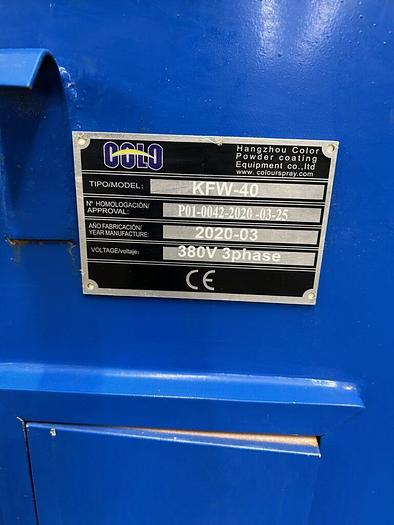 COLO
Hangzhou Color
Powder coating
Equipment co.,ltd
www.colourspray.com
TIPO/MODEL: KFW-40
Nº HOMOLOGACIÓN/
APPROVAL: P01-0042-2020 -03-25
AÑO FABRICACIÓN/
YEAR MANUFACTURE: 2020-03
VOLTAGE/voltaje: 380V 3phase
CE